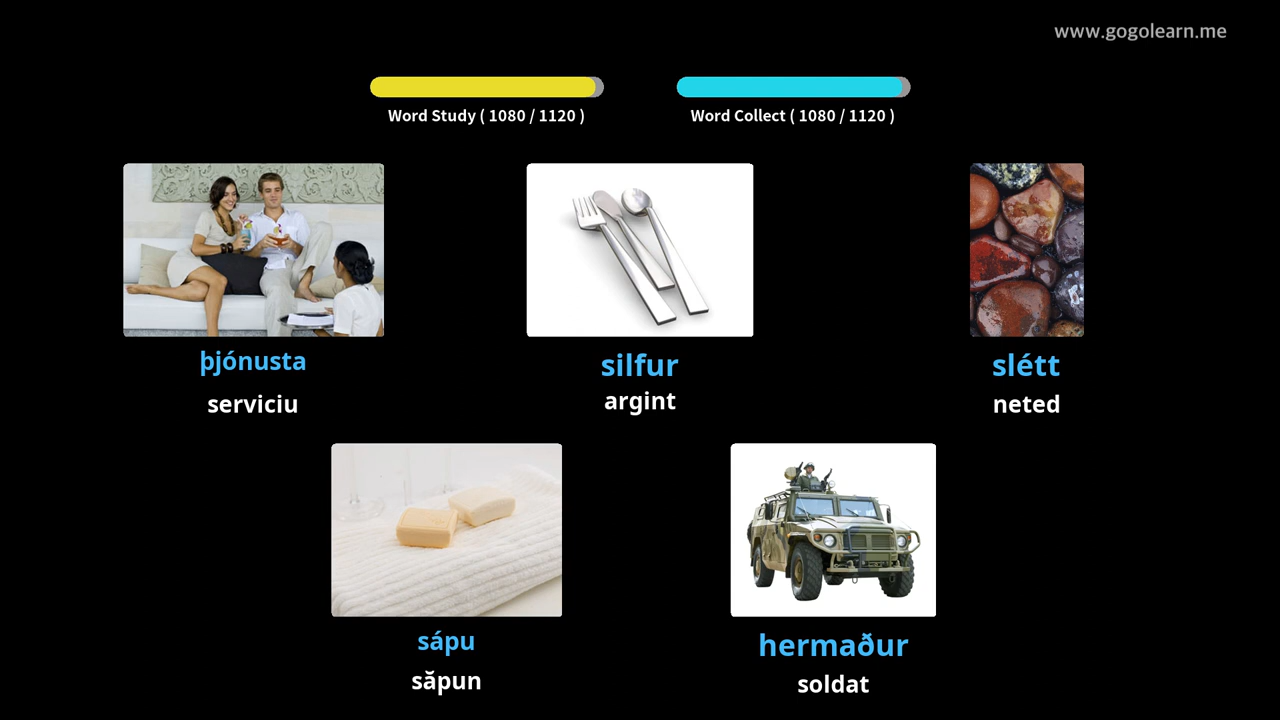 www.gogolearn.me
Word Study ( 1080 / 1120 )
Word Collect ( 1080 / 1120 )
þjónusta
serviciu
silfur
argint
slétt
neted
sápu
săpun
hermaður
soldat